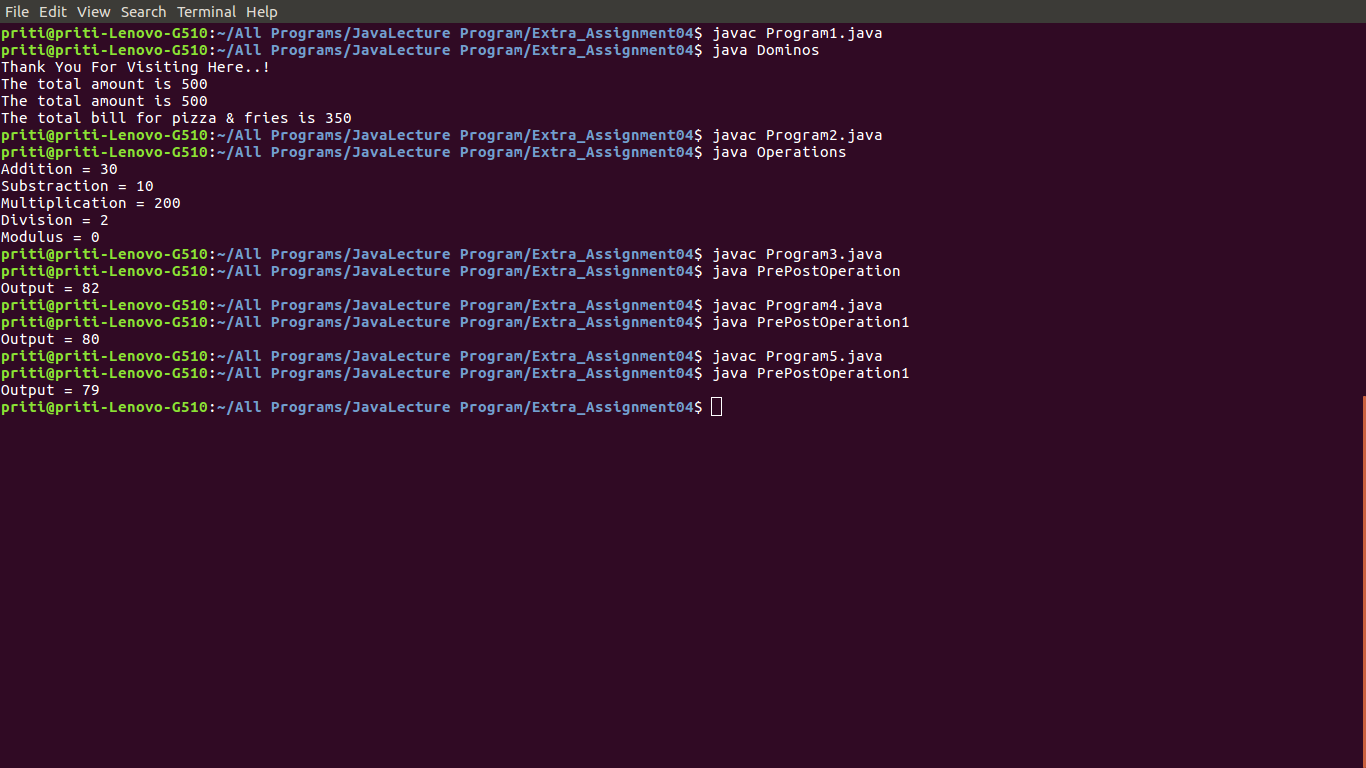 File Edit View Search Terminal Help
priti@priti-Lenovo-G510:~/All Programs/JavaLecture Program/Extra_Assignment04$ javac Program1.java
priti@priti-Lenovo-G510:~/All Programs/JavaLecture Program/Extra_Assignment04$ java Dominos
Thank You For Visiting Here..!
The total amount is 500
The total amount is 500
The total bill for pizza & fries is 350
priti@priti-Lenovo-G510:~/All Programs/JavaLecture Program/Extra_Assignment04$ javac Program2.java
priti@priti-Lenovo-G510:~/All Programs/JavaLecture Program/Extra_Assignment04$ java Operations
Addition = 30
Substraction = 10
Multiplication = 200
Division = 2
Modulus = 0
priti@priti-Lenovo-G510:~/All Programs/JavaLecture Program/Extra_Assignment04$ javac Program3.java
priti@priti-Lenovo-G510:~/All Programs/JavaLecture Program/Extra_Assignment04$ java PrePostOperation
Output = 82
priti@priti-Lenovo-G510:~/All Programs/JavaLecture Program/Extra_Assignment04$ javac Program4.java
priti@priti-Lenovo-G510:~/All Programs/JavaLecture Program/Extra_Assignment04$ java PrePostOperation1
Output = 80
priti@priti-Lenovo-G510:~/All Programs/JavaLecture Program/Extra_Assignment04$ javac Program5.java
priti@priti-Lenovo-G510:~/All Programs/JavaLecture Program/Extra_Assignment04$ java PrePostOperation1
Output = 79
priti@priti-Lenovo-G510:~/All Programs/JavaLecture Program/Extra_Assignment04$